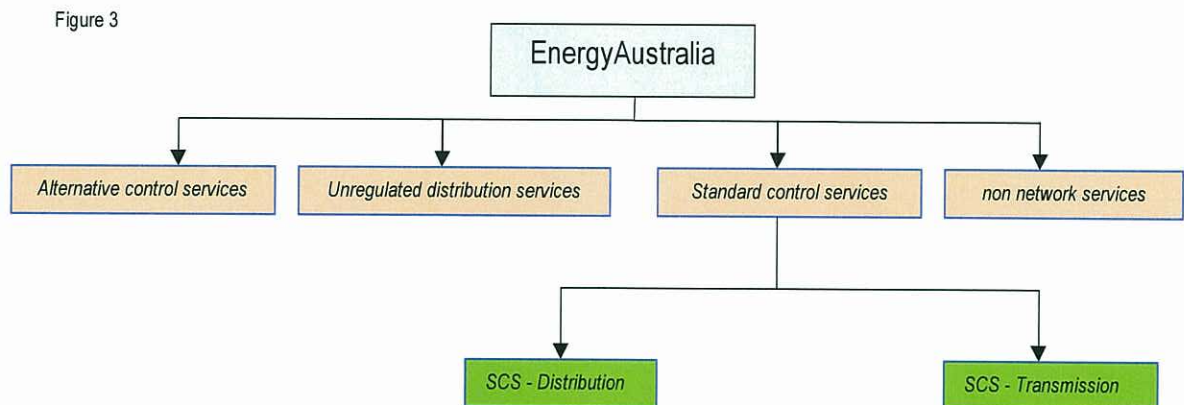 Figure 3
EnergyAustralia
Alternative control services
Unregulated distribution services
Standard control services
non network services
SCS - Distribution
SCS - Transmission